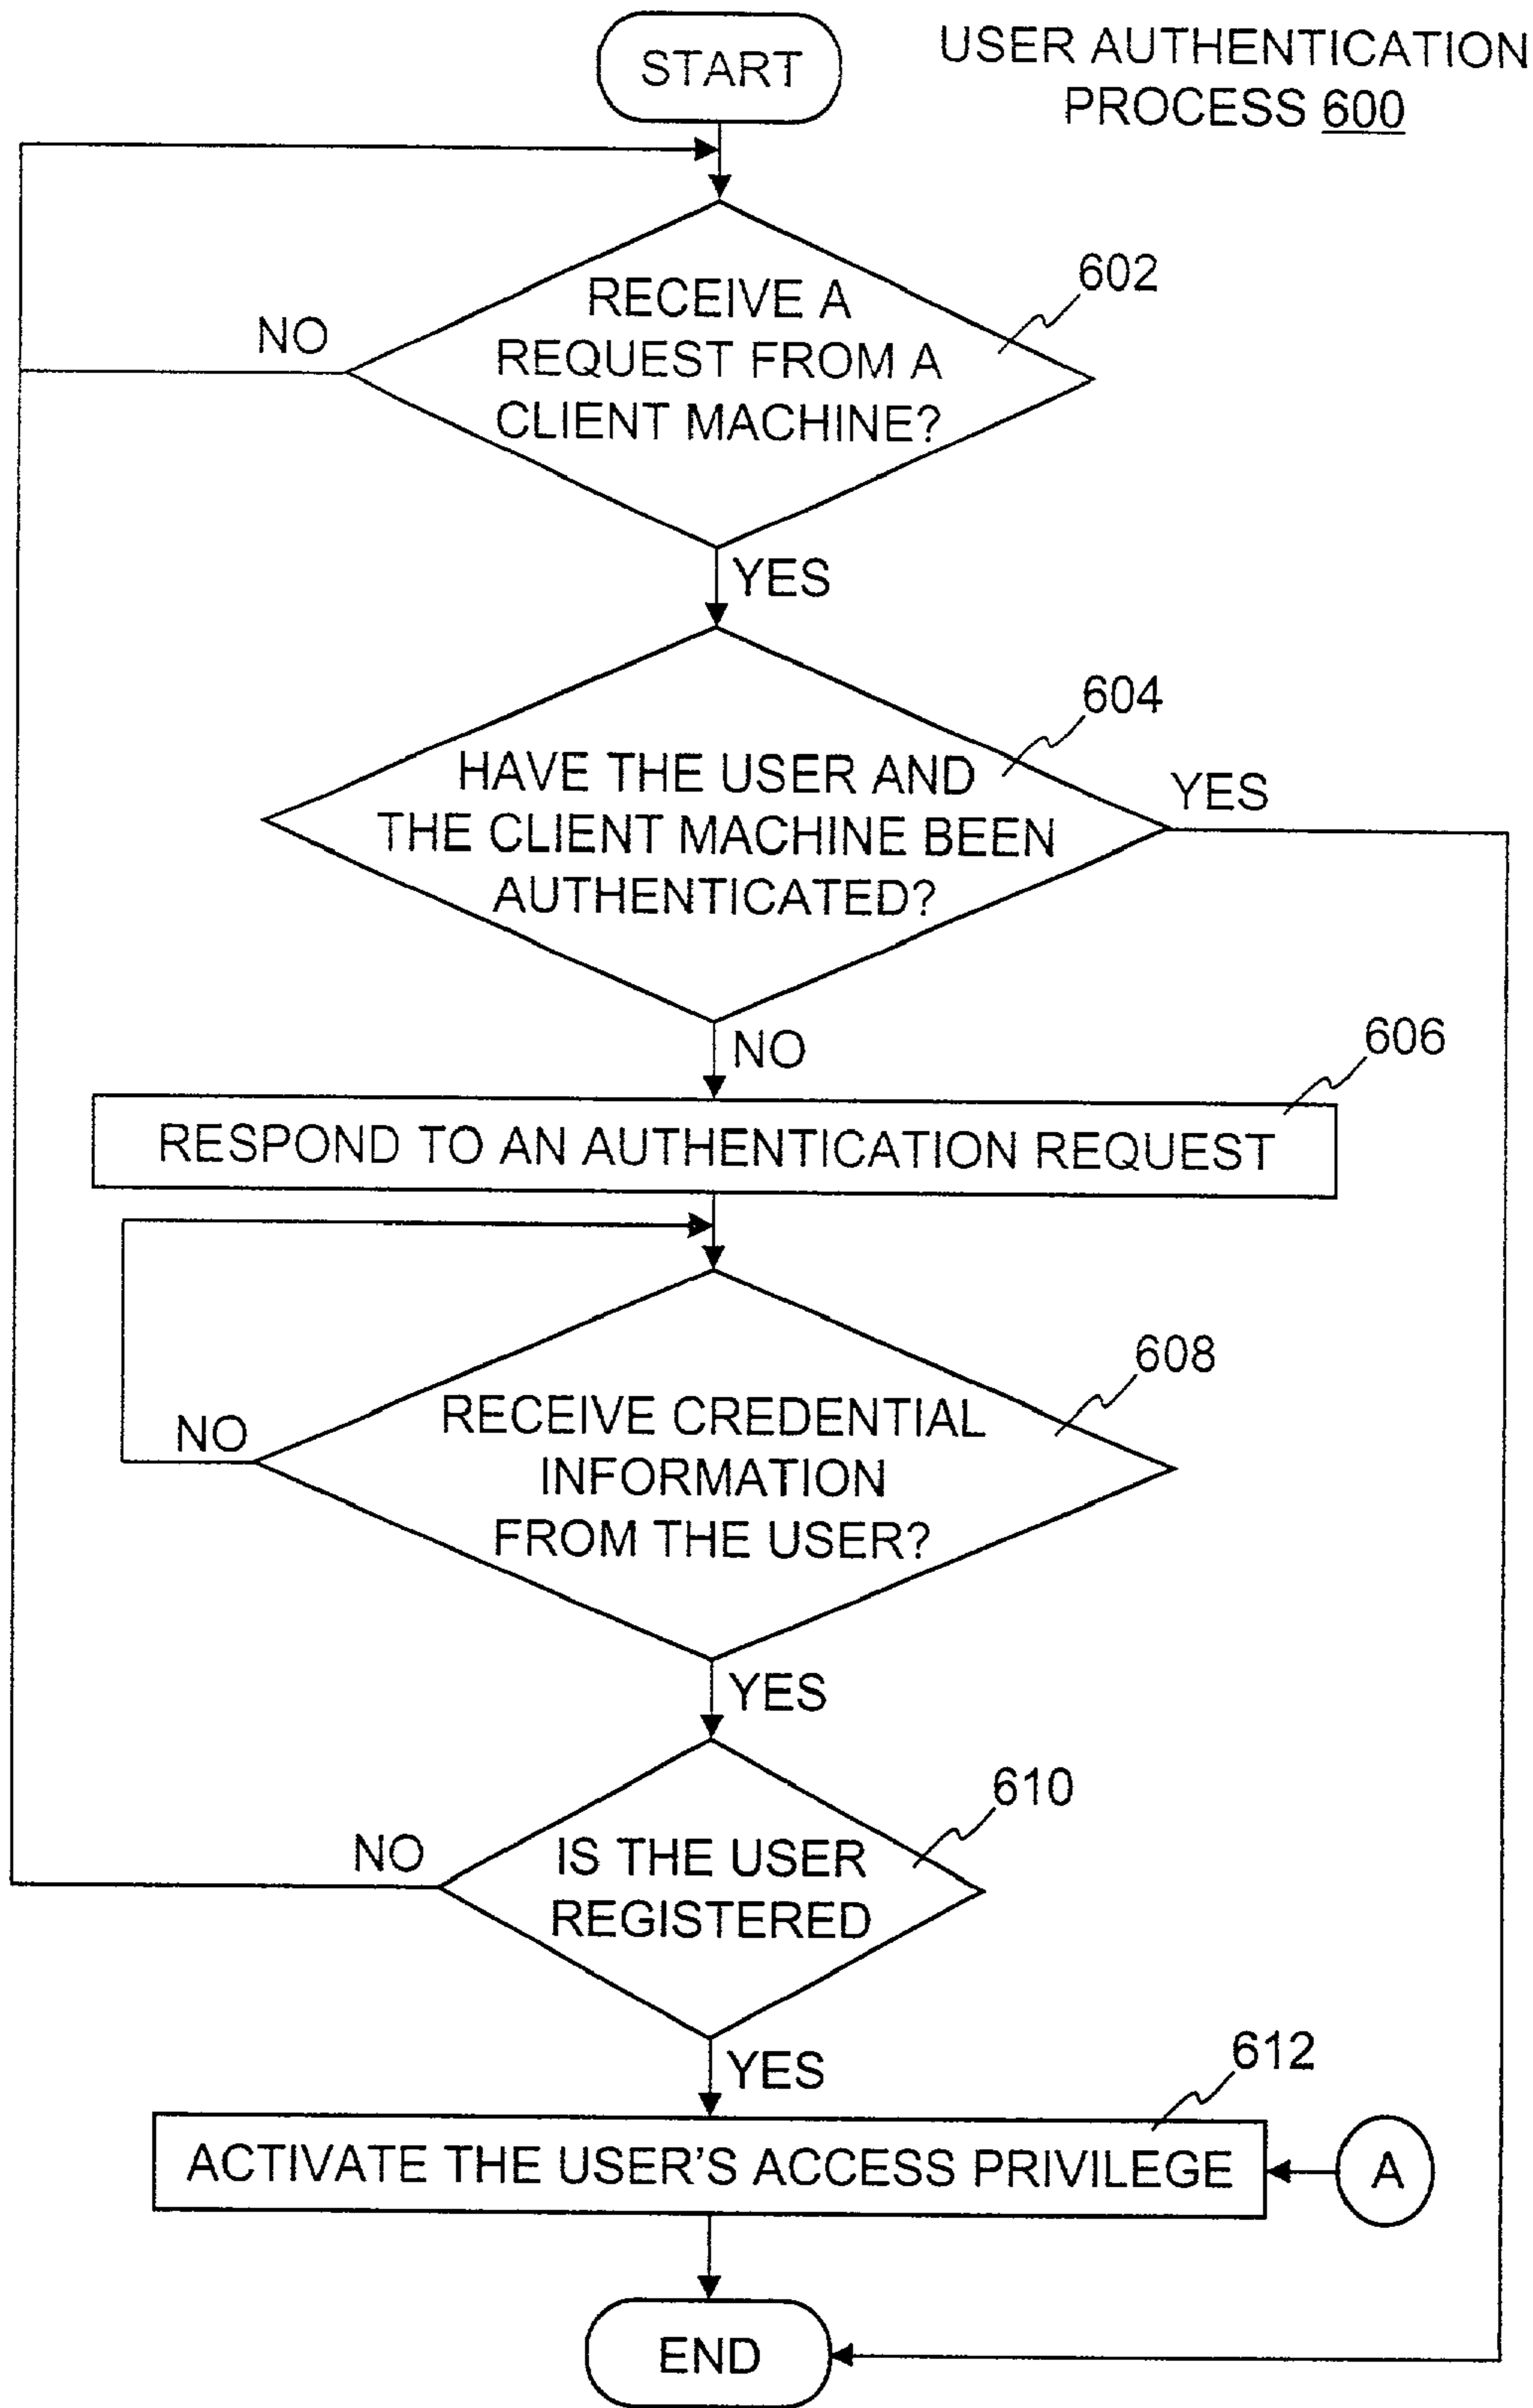 START
USER AUTHENTICATION
PROCESS 600
602
RECEIVE A
REQUEST FROM A
CLIENT MACHINE?
NO
YES
604
HAVE THE USER AND
THE CLIENT MACHINE BEEN
AUTHENTICATED?
YES
NO
606
RESPOND TO AN AUTHENTICATION REQUEST
608
RECEIVE CREDENTIAL
INFORMATION
FROM THE USER?
NO
YES
610
IS THE USER
REGISTERED
NO
YES
612
ACTIVATE THE USER'S ACCESS PRIVILEGE
A
END